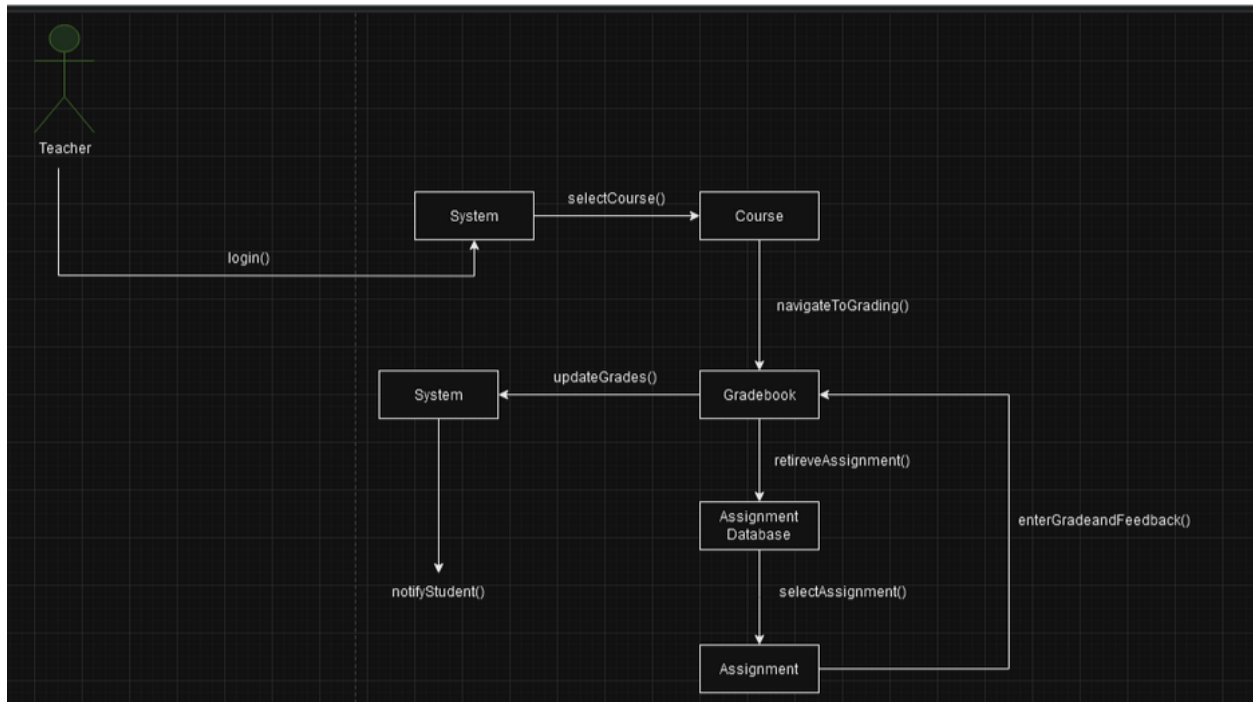 Teacher
System
selectCourse()
Course
login()
navigateToGrading()
System
updateGrades()
Gradebook
retireveAssignment()
Assignment
Database
enterGradeandFeedback()
notifyStudent()
selectAssignment()
Assignment